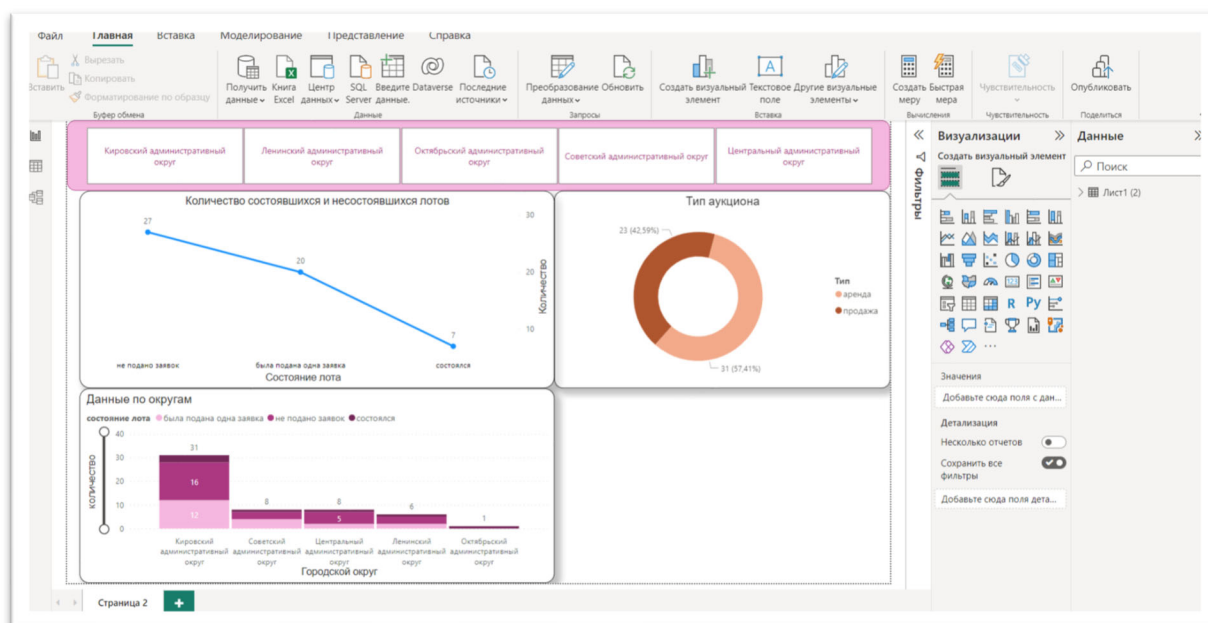 Файл Главная Вставка Моделирование Представление Справка
Вставить
Вырезать
Копировать
Форматирование по образцу
Буфер обмена
Получить данные
Книга Excel
Центр данных
SQL Server
Введите данные.
Dataverse
Последние источники
Данные
Преобразование данных
Обновить
Запросы
Создать визуальный элемент
Текстовое поле
Другие визуальные элементы
Вставка
Создать меру
Быстрая мера
Вычисления
Чувствительность
Чувствительность
Опубликовать
Поделиться
Кировский административный
округ
Ленинский административный
округ
Октябрьский административный
округ
Советский административный округ
Центральный административный
округ
Количество состоявшихся и несостоявшихся лотов
27
20
7
30
20
10
Количество
не подано заявок
была подана одна заявка
состоялся
Состояние лота
Тип аукциона
23 (42,59%)
31 (57,41%)
Тип
аренда
продажа
Данные по округам
состояние лота была подана одна заявка не подано заявок состоялся
количество
40
30
20
10
0
31
16
12
8
8
5
6
1
Кировский
административный
округ
Советский
административный
округ
Центральный
административный
округ
Ленинский
административный
округ
Октябрьский
административный
округ
Городской округ
Страница 2
Фильтры
Визуализации
Создать визуальный элемент
R
Py
123
Значения
Добавьте сюда поля с дан...
Детализация
Несколько отчетов
Сохранить все
фильтры
Добавьте сюда поля дета...
Данные
Поиск
Лист1 (2)